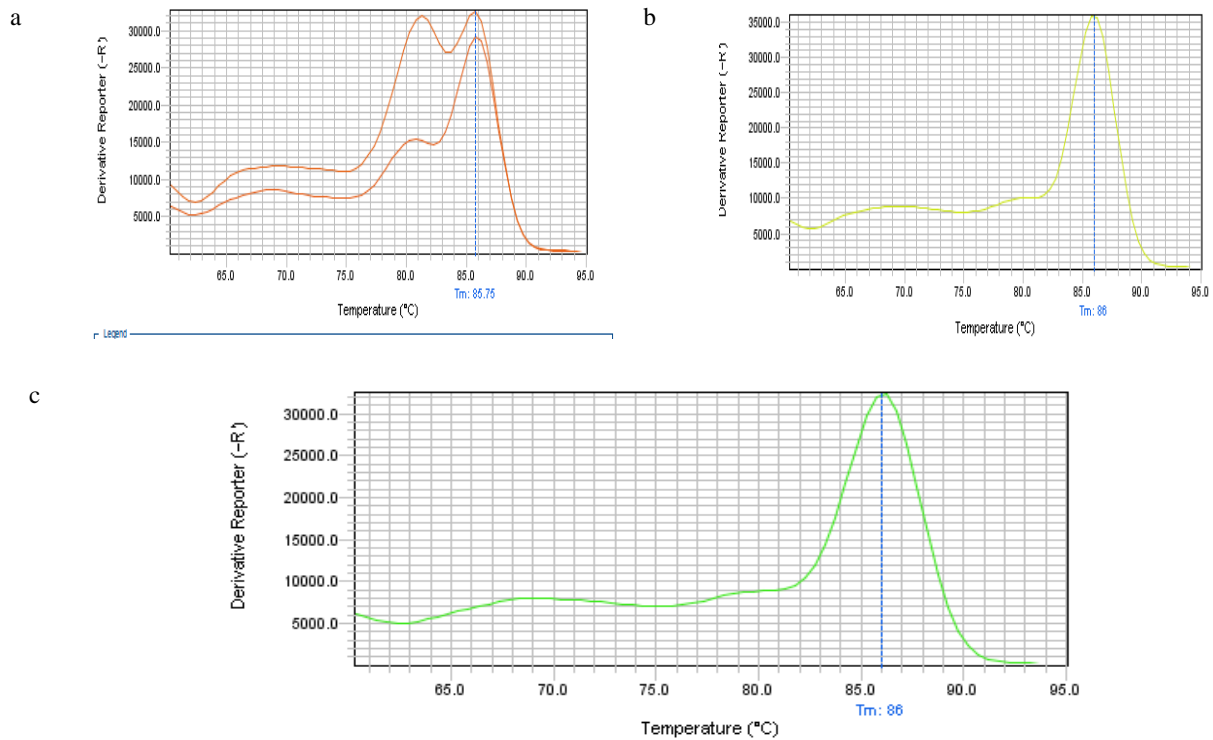 a
Derivative Reporter (-R')
30000.0
25000.0
20000.0
15000.0
10000.0
5000.0
65.0 70.0 75.0 80.0 85.0 90.0 95.0
Tm: 85.75
Temperature (°C)
Legend
b
Derivative Reporter (-R')
35000.0
30000.0
25000.0
20000.0
15000.0
10000.0
5000.0
65.0 70.0 75.0 80.0 85.0 90.0 95.0
Tm: 86
Temperature (°C)
c
Derivative Reporter (-R')
30000.0
25000.0
20000.0
15000.0
10000.0
5000.0
65.0 70.0 75.0 80.0 85.0 90.0 95.0
Tm: 86
Temperature (°C)